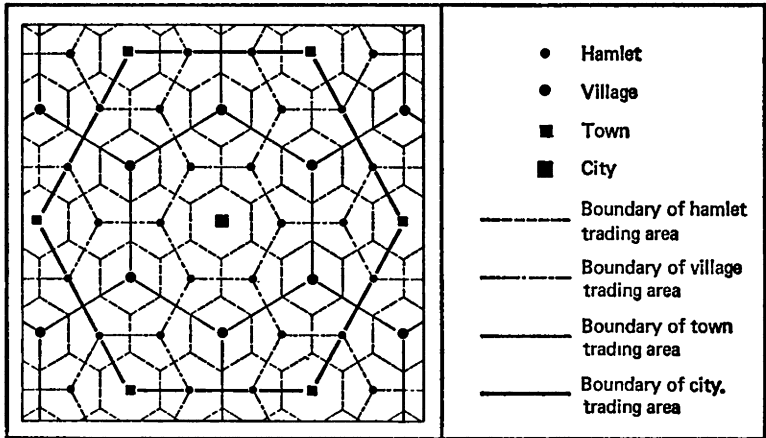 Hamlet
Village
Town
City
Boundary of hamlet
trading area
Boundary of village
trading area
Boundary of town
trading area
Boundary of city.
trading area